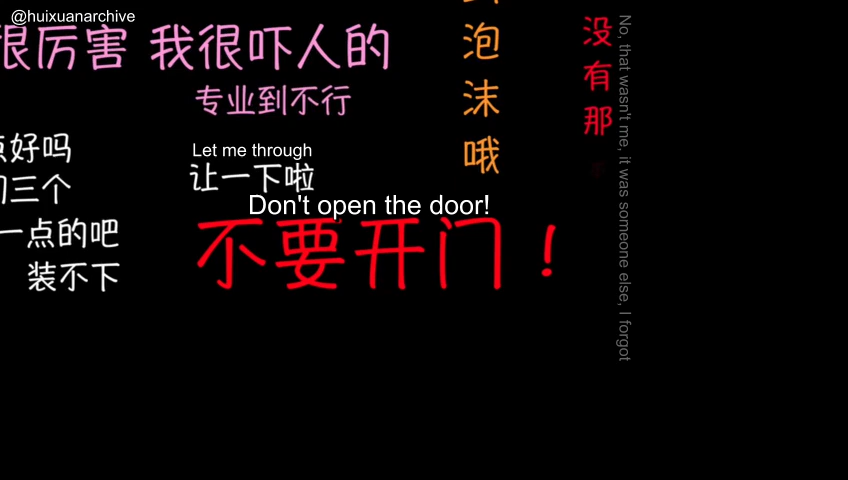 @huixuanarchive
很厉害 我很吓人的
专业到不行
泡沫哦
没有那
No, that wasn't me, it was someone else, I forgot
点好吗
三个
Let me through
让一下啦
Don't open the door!
一点的吧
不要开门！
装不下